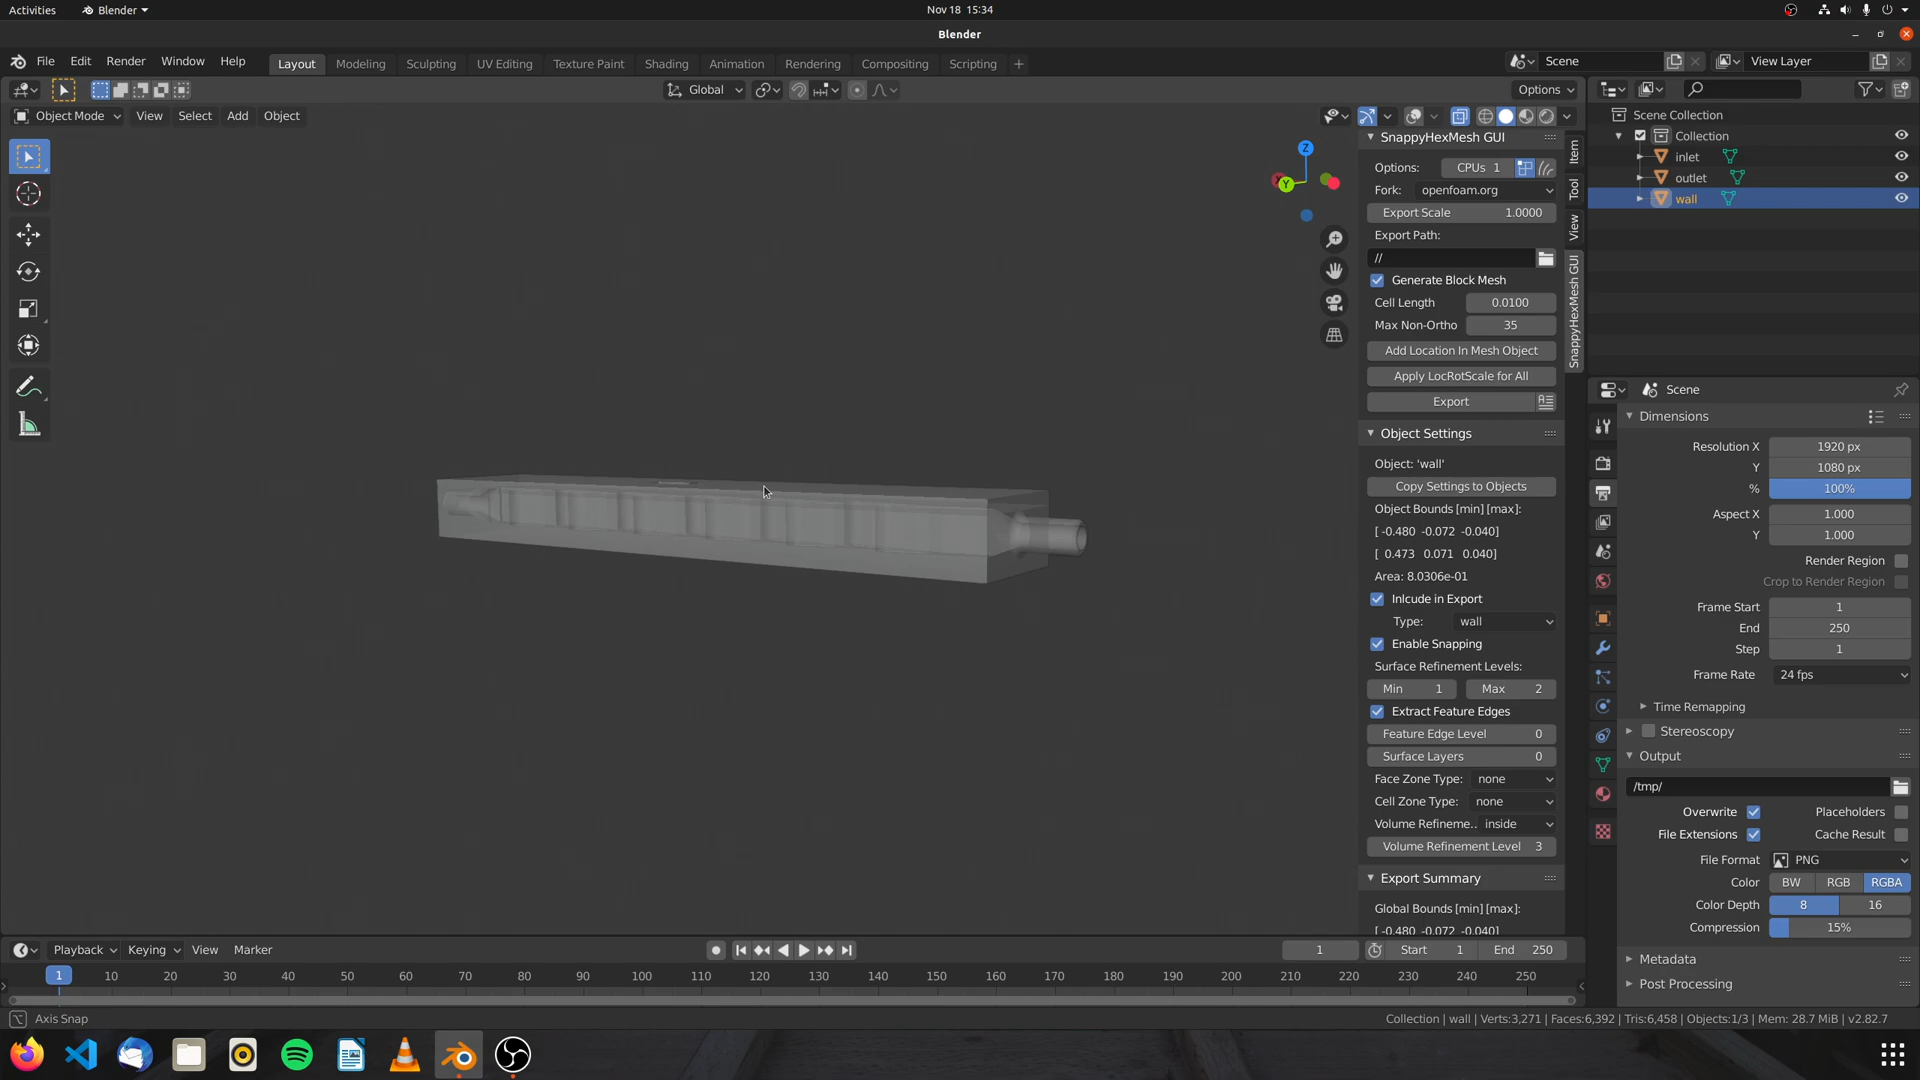 Activities Blender Nov 18 15:34
Blender
File Edit Render Window Help Layout Modeling Sculpting UV Editing Texture Paint Shading Animation Rendering Compositing Scripting + Scene View Layer
Global Options
Object Mode View Select Add Object
Z
Y
SnappyHexMesh GUI
Options: CPUs 1
Fork: openfoam.org
Export Scale 1.0000
Export Path:
//
Generate Block Mesh
Cell Length 0.0100
Max Non-Ortho 35
Add Location In Mesh Object
Apply LocRotScale for All
Export
Object Settings
Object: 'wall'
Copy Settings to Objects
Object Bounds [min] [max]:
[ -0.480 -0.072 -0.040]
[ 0.473 0.071 0.040]
Area: 8.0306e-01
Inlcude in Export
Type: wall
Enable Snapping
Surface Refinement Levels:
Min 1 Max 2
Extract Feature Edges
Feature Edge Level 0
Surface Layers 0
Face Zone Type: none
Cell Zone Type: none
Volume Refineme.. inside
Volume Refinement Level 3
Export Summary
Global Bounds [min] [max]:
[ -0.480 -0.072 -0.040]
Item
Tool
View
SnappyHexMesh GUI
Scene Collection
Collection
inlet
outlet
wall
Scene
Dimensions
Resolution X 1920 px
Y 1080 px
% 100%
Aspect X 1.000
Y 1.000
Render Region
Crop to Render Region
Frame Start 1
End 250
Step 1
Frame Rate 24 fps
Time Remapping
Stereoscopy
Output
/tmp/
Overwrite Placeholders
File Extensions Cache Result
File Format PNG
Color BW RGB RGBA
Color Depth 8 16
Compression 15%
Metadata
Post Processing
Playback Keying View Marker 1 Start 1 End 250
1 10 20 30 40 50 60 70 80 90 100 110 120 130 140 150 160 170 180 190 200 210 220 230 240 250
Axis Snap Collection | wall | Verts:3,271 | Faces:6,392 | Tris:6,458 | Objects:1/3 | Mem: 28.7 MiB | v2.82.7